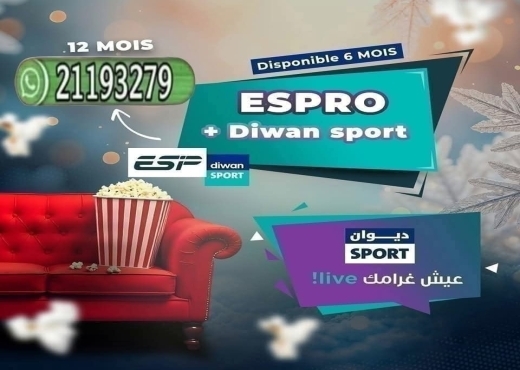 12 MOIS
21193279
Disponible 6 MOIS
ESPRO
+ Diwan sport
ESP
diwan
SPORT
ديوان
SPORT
عيش غرامك live!